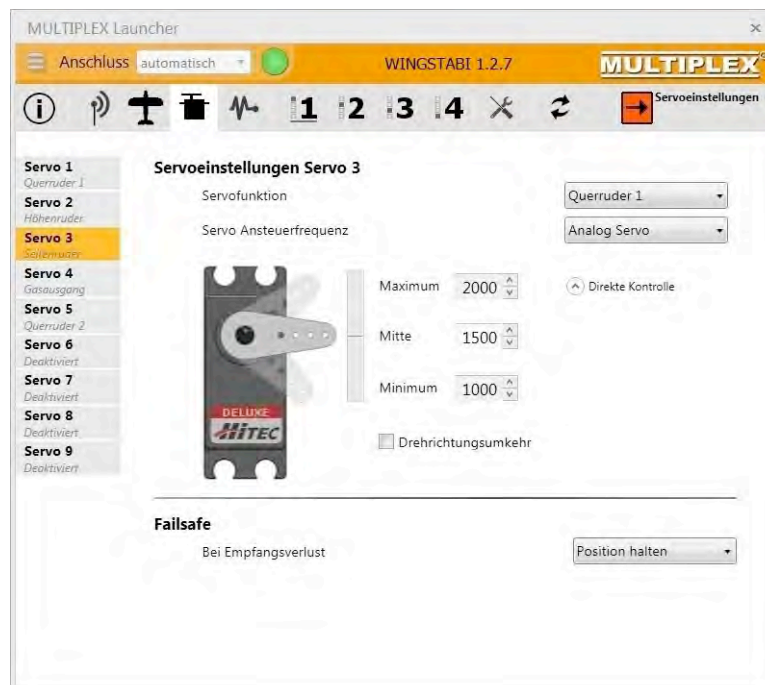 MULTIPLEX Launcher
Anschluss automatisch WINGSTABI 1.2.7 MULTIPLEX
1 2 3 4 Servoeinstellungen
Servo 1
Querruder 1
Servo 2
Höhenruder
Servo 3
Seitenruder
Servo 4
Gasausgang
Servo 5
Querruder 2
Servo 6
Deaktiviert
Servo 7
Deaktiviert
Servo 8
Deaktiviert
Servo 9
Deaktiviert
Servoeinstellungen Servo 3
Servofunktion Querruder 1
Servo Ansteuerfrequenz Analog Servo
Maximum 2000 Direkte Kontrolle
Mitte 1500
Minimum 1000
DELUXE
HiTEC
Drehrichtungsumkehr
Failsafe
Bei Empfangsverlust Position halten